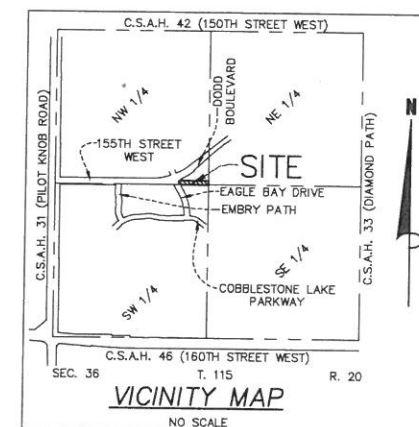 C.S.A.H. 42 (150TH STREET WEST)
NW 1/4
DODD
BOULEVARD
NE 1/4
N
155TH STREET
WEST
SITE
EAGLE BAY DRIVE
EMBRY PATH
C.S.A.H. 31 (PILOT KNOB ROAD)
C.S.A.H. 33 (DIAMOND PATH)
SW 1/4
SE 1/4
COBBLESTONE LAKE
PARKWAY
C.S.A.H. 46 (160TH STREET WEST)
SEC. 36 T. 115 R. 20
VICINITY MAP
NO SCALE